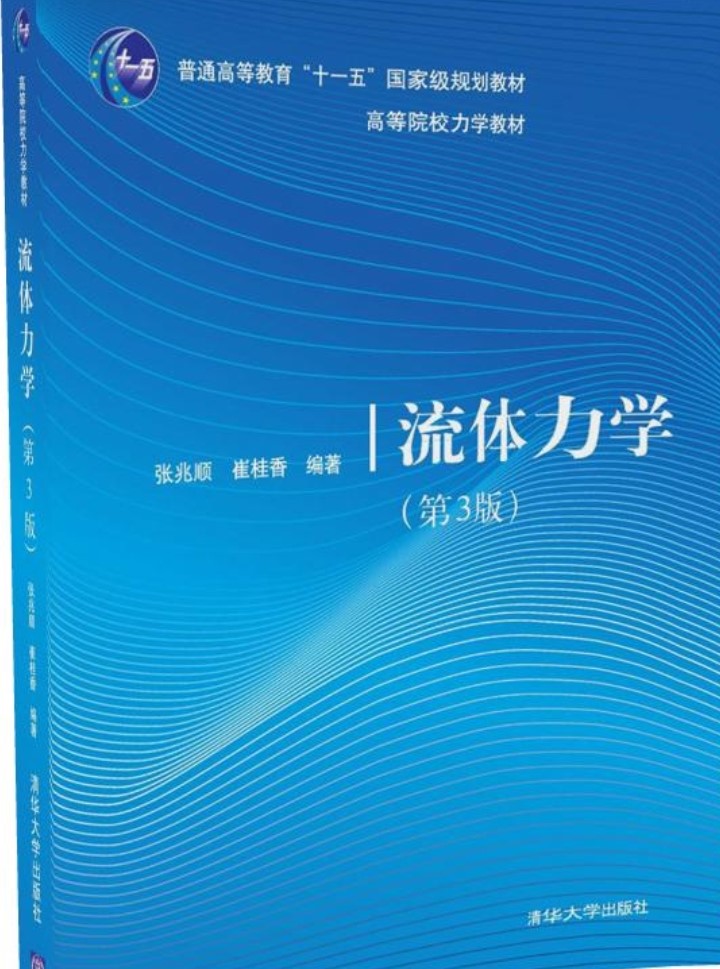 十一五
普通高等教育“十一五”国家级规划教材
高等院校力学教材
张兆顺 崔桂香 编著
流体力学
（第3版）
清华大学出版社
十一五
高等院校力学教材
流体力学（第3版）
张兆顺 崔桂香 编著
清华大学出版社